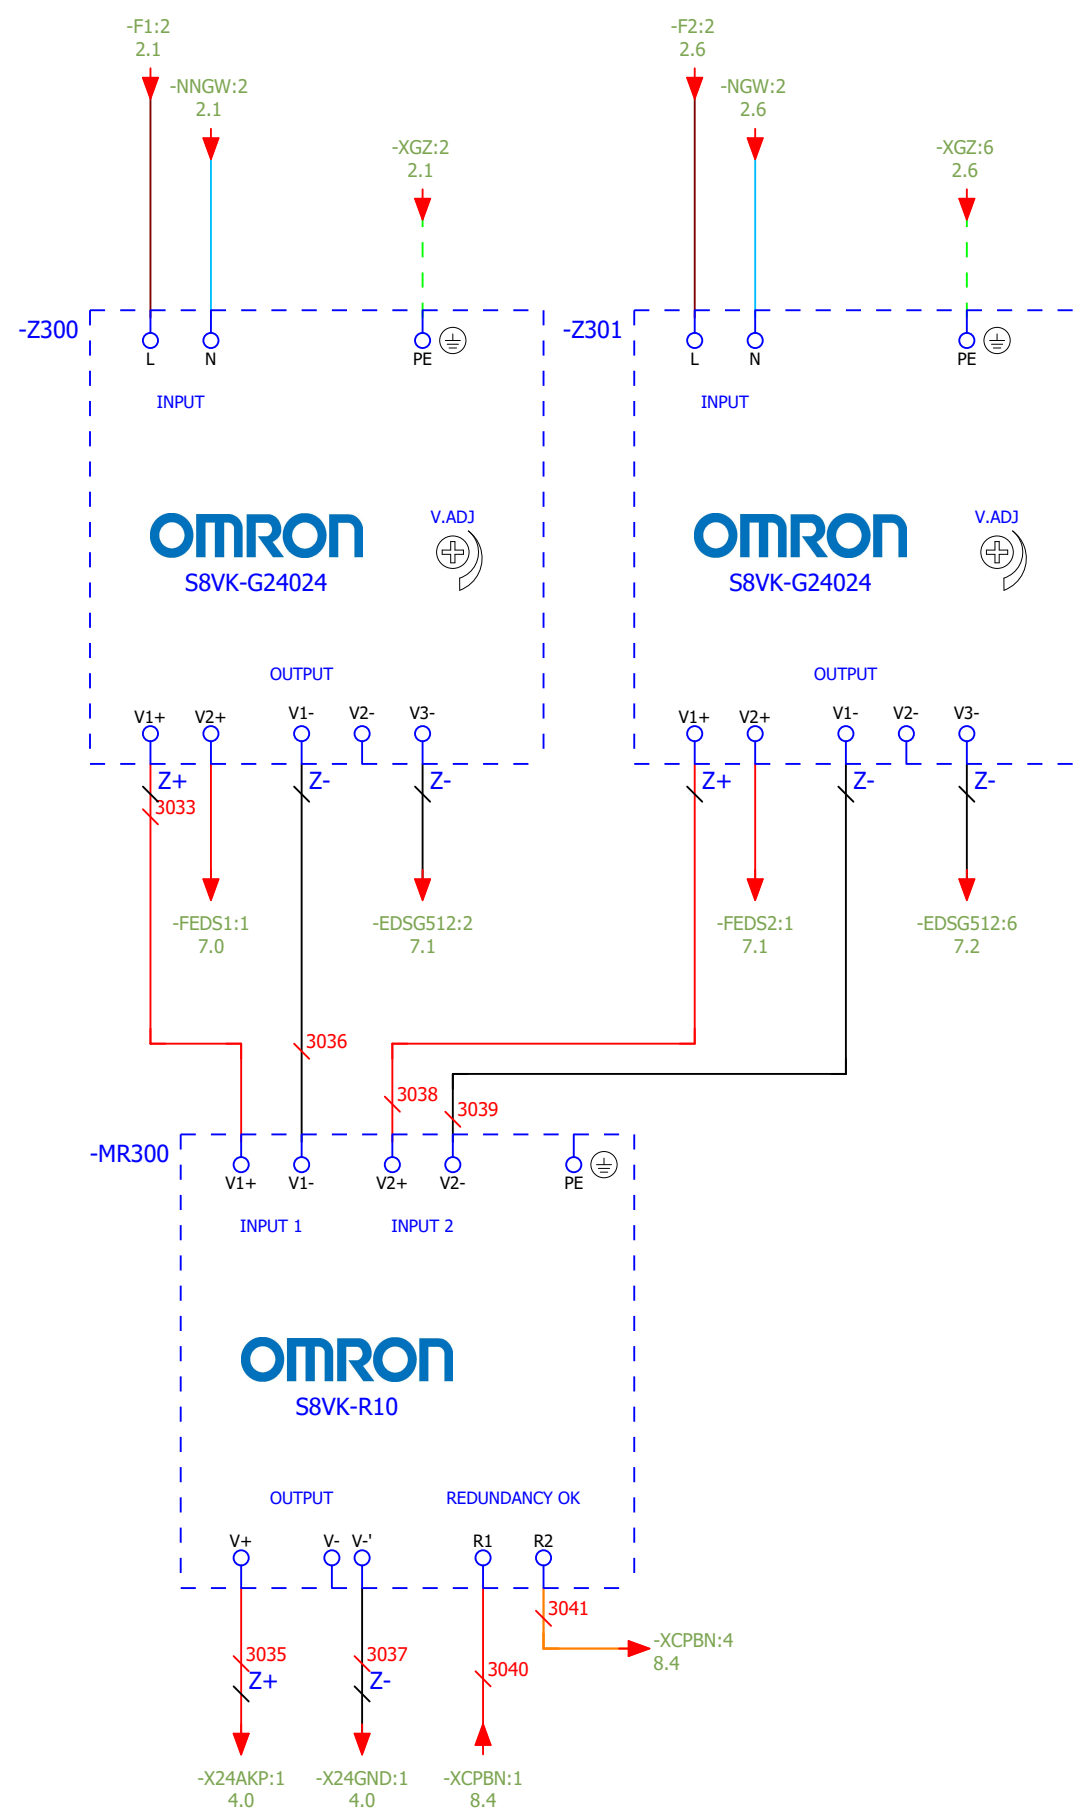 -F1:2
2.1
-F2:2
2.6
-NNGW:2
2.1
-NGW:2
2.6
-XGZ:2
2.1
-XGZ:6
2.6
-Z300
L
N
PE
INPUT
-Z301
L
N
PE
INPUT
OMRON
V.ADJ
S8VK-G24024
OMRON
V.ADJ
S8VK-G24024
OUTPUT
V1+
V2+
V1-
V2-
V3-
OUTPUT
V1+
V2+
V1-
V2-
V3-
Z+
Z-
Z-
Z+
Z-
Z-
3033
-FEDS1:1
7.0
-EDSG512:2
7.1
-FEDS2:1
7.1
-EDSG512:6
7.2
3036
3038
3039
-MR300
V1+
V1-
V2+
V2-
PE
INPUT 1
INPUT 2
OMRON
S8VK-R10
OUTPUT
REDUNDANCY OK
V+
V-
V-'
R1
R2
3041
-XCPBN:4
8.4
3035
Z+
3037
Z-
3040
-X24AKP:1
4.0
-X24GND:1
4.0
-XCPBN:1
8.4